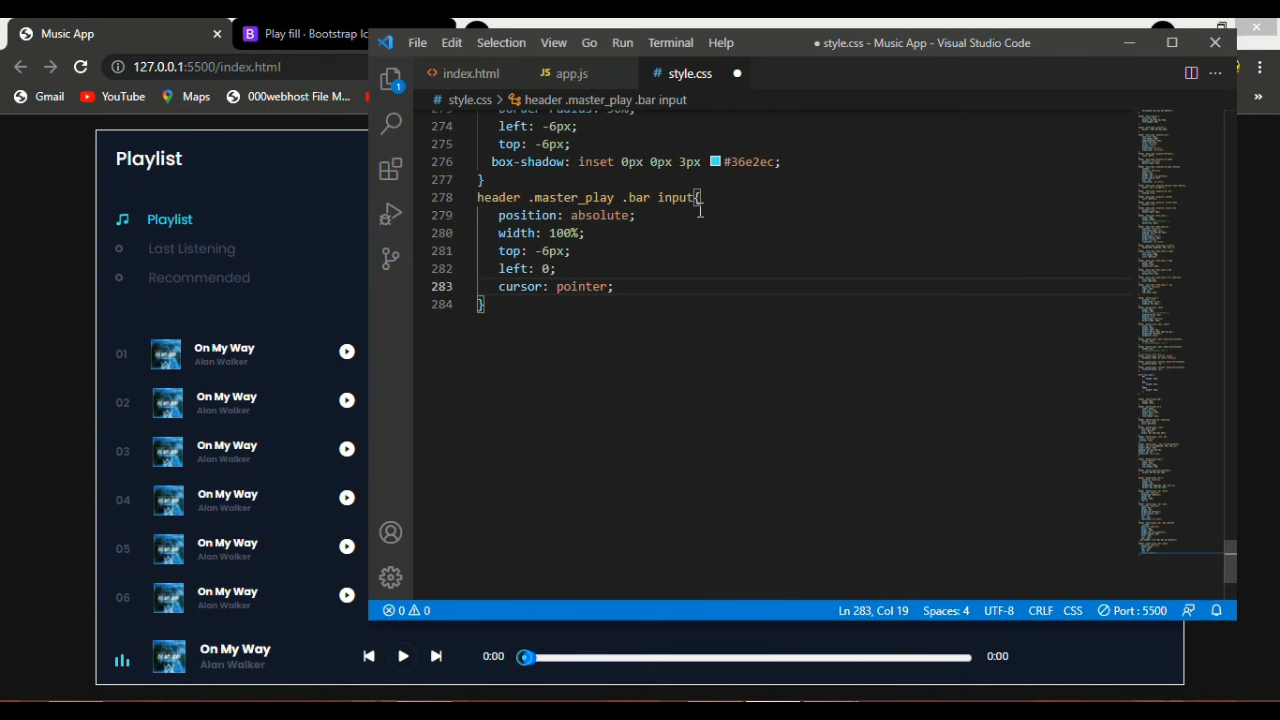 Music App
Play fill · Bootstrap Ic
File Edit Selection View Go Run Terminal Help
● style.css - Music App - Visual Studio Code
127.0.0.1:5500/index.html
index.html
JS app.js
# style.css
Gmail YouTube Maps 000webhost File M...
»
# style.css > header .master_play .bar input
274 left: -6px;
275 top: -6px;
276 box-shadow: inset 0px 0px 3px #36e2ec;
277 }
278 header .master_play .bar input{
279 position: absolute;
280 width: 100%;
281 top: -6px;
282 left: 0;
283 cursor: pointer;
284 }
1
Playlist
Playlist
Last Listening
Recommended
01 On My Way
Alan Walker
02 On My Way
Alan Walker
03 On My Way
Alan Walker
04 On My Way
Alan Walker
05 On My Way
Alan Walker
06 On My Way
Alan Walker
0 0 Ln 283, Col 19 Spaces: 4 UTF-8 CRLF CSS Port : 5500
On My Way
Alan Walker
0:00 0:00